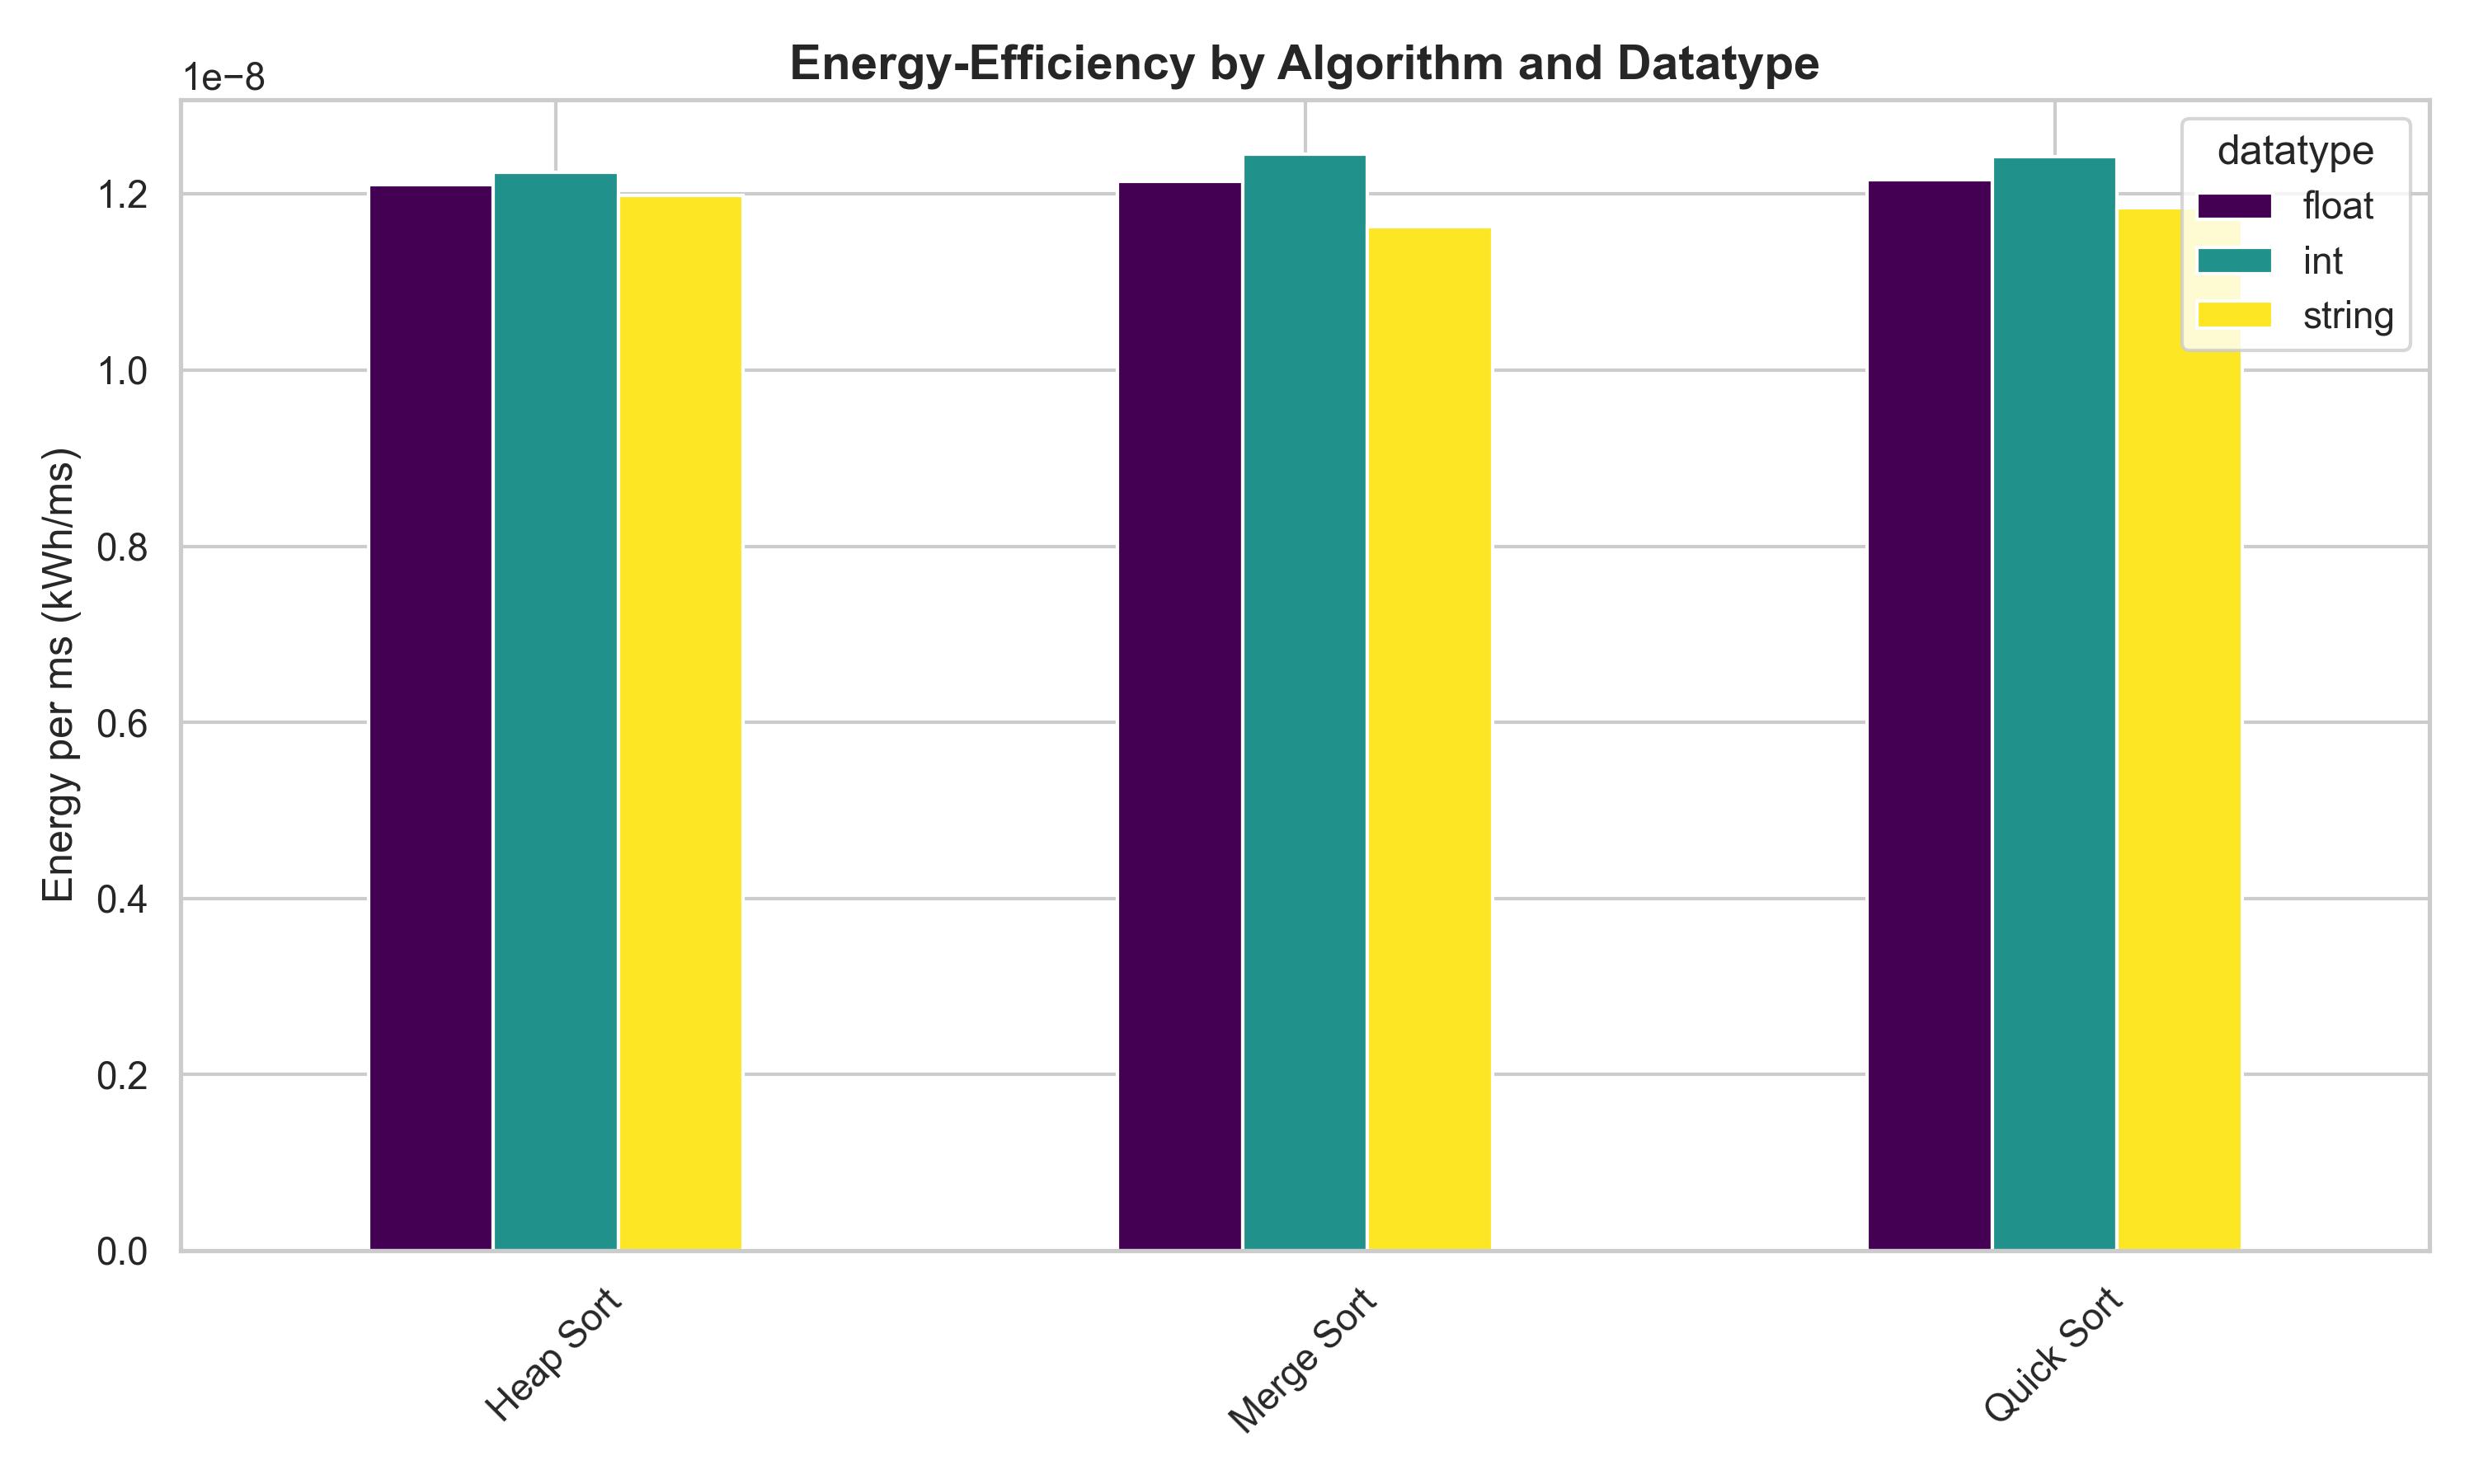 Energy-Efficiency by Algorithm and Datatype
1e−8
Energy per ms (kWh/ms)
1.2
1.0
0.8
0.6
0.4
0.2
0.0
datatype
float
int
string
Heap Sort
Merge Sort
Quick Sort